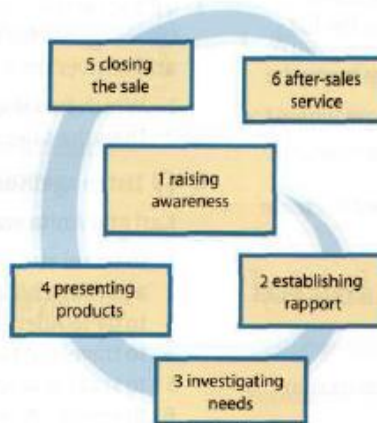 5 closing
the sale
6 after-sales
service
1 raising
awareness
4 presenting
products
2 establishing
rapport
3 investigating
needs